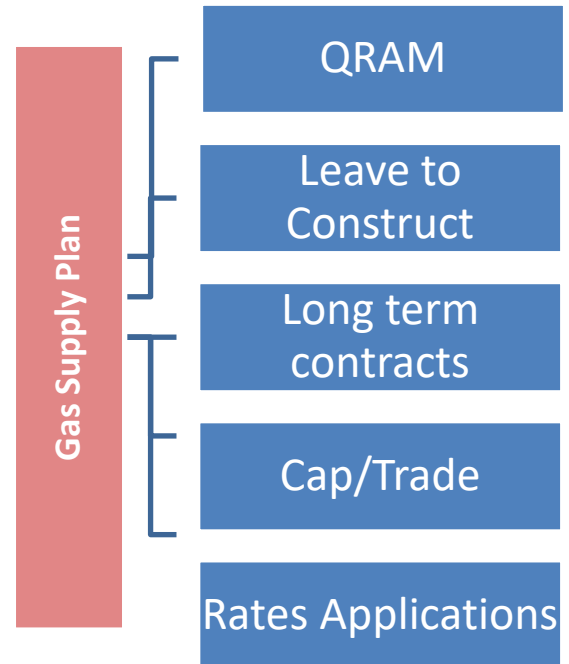 Gas Supply Plan
QRAM
Leave to
Construct
Long term
contracts
Cap/Trade
Rates Applications